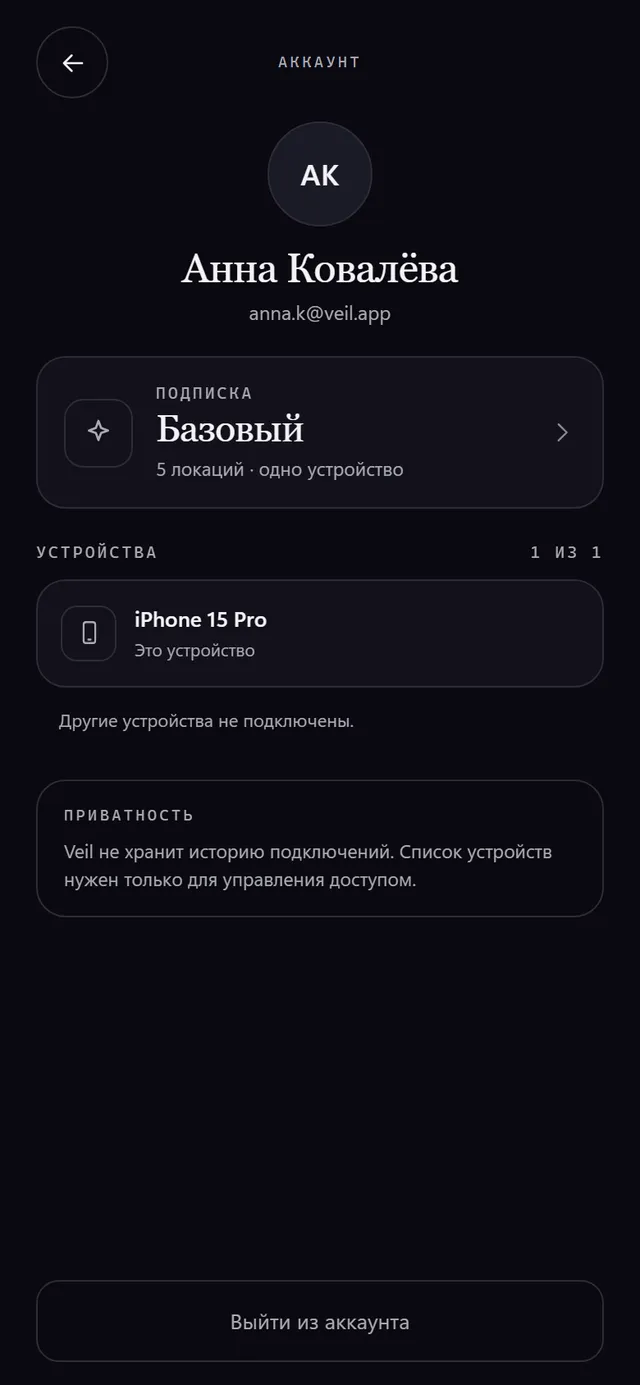 АККАУНТ
АК
Анна Ковалёва
anna.k@veil.app
ПОДПИСКА
Базовый
5 локаций · одно устройство
УСТРОЙСТВА
1 ИЗ 1
iPhone 15 Pro
Это устройство
Другие устройства не подключены.
ПРИВАТНОСТЬ
Veil не хранит историю подключений. Список устройств
нужен только для управления доступом.
Выйти из аккаунта